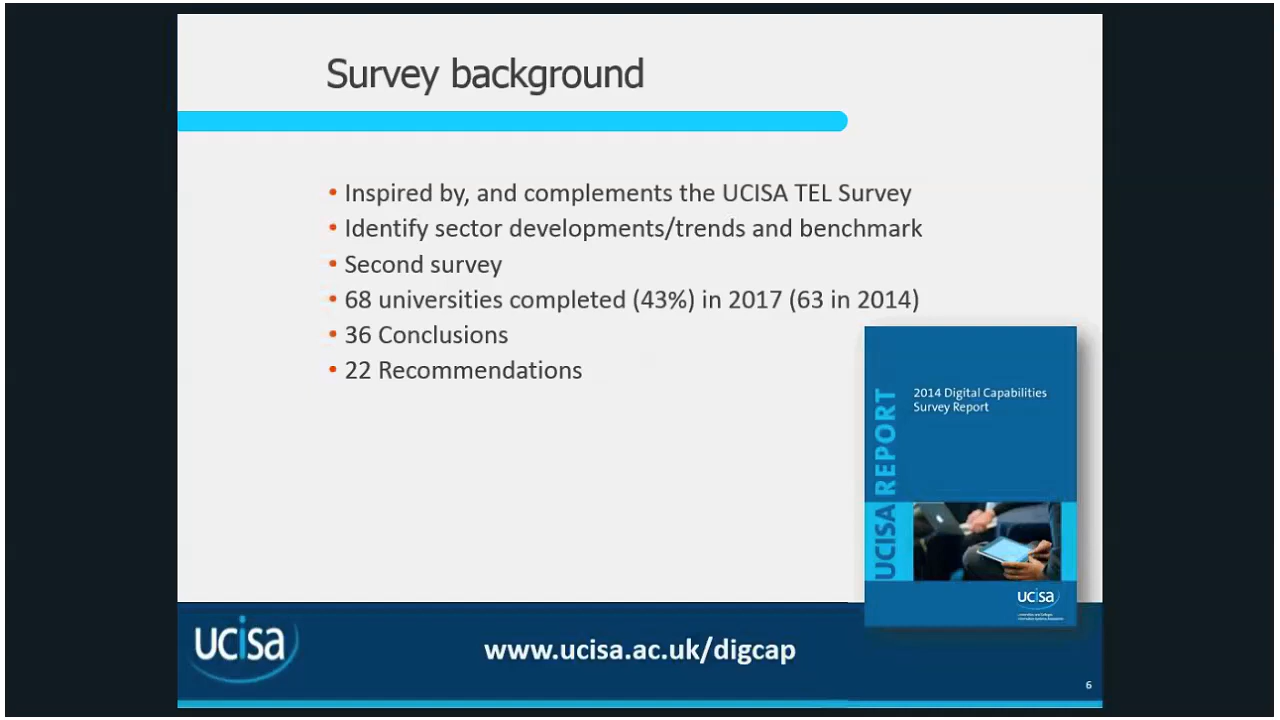 Survey background
• Inspired by, and complements the UCISA TEL Survey
• Identify sector developments/trends and benchmark
• Second survey
• 68 universities completed (43%) in 2017 (63 in 2014)
• 36 Conclusions
• 22 Recommendations
2014 Digital Capabilities
Survey Report
UCISA REPORT
ucisa
ucisa
www.ucisa.ac.uk/digcap
6